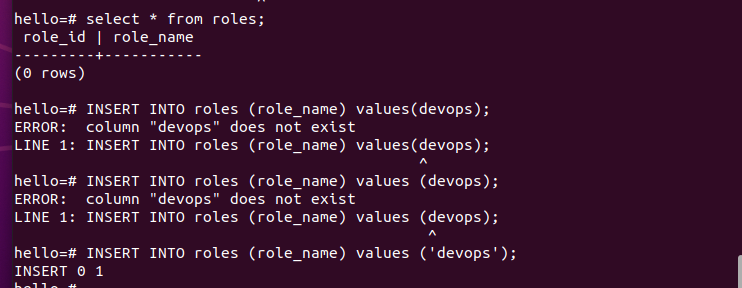 hello=# select * from roles;
 role_id | role_name
---------+-----------
(0 rows)

hello=# INSERT INTO roles (role_name) values(devops);
ERROR:  column "devops" does not exist
LINE 1: INSERT INTO roles (role_name) values(devops);
                                             ^
hello=# INSERT INTO roles (role_name) values (devops);
ERROR:  column "devops" does not exist
LINE 1: INSERT INTO roles (role_name) values (devops);
                                              ^
hello=# INSERT INTO roles (role_name) values ('devops');
INSERT 0 1
hello=#